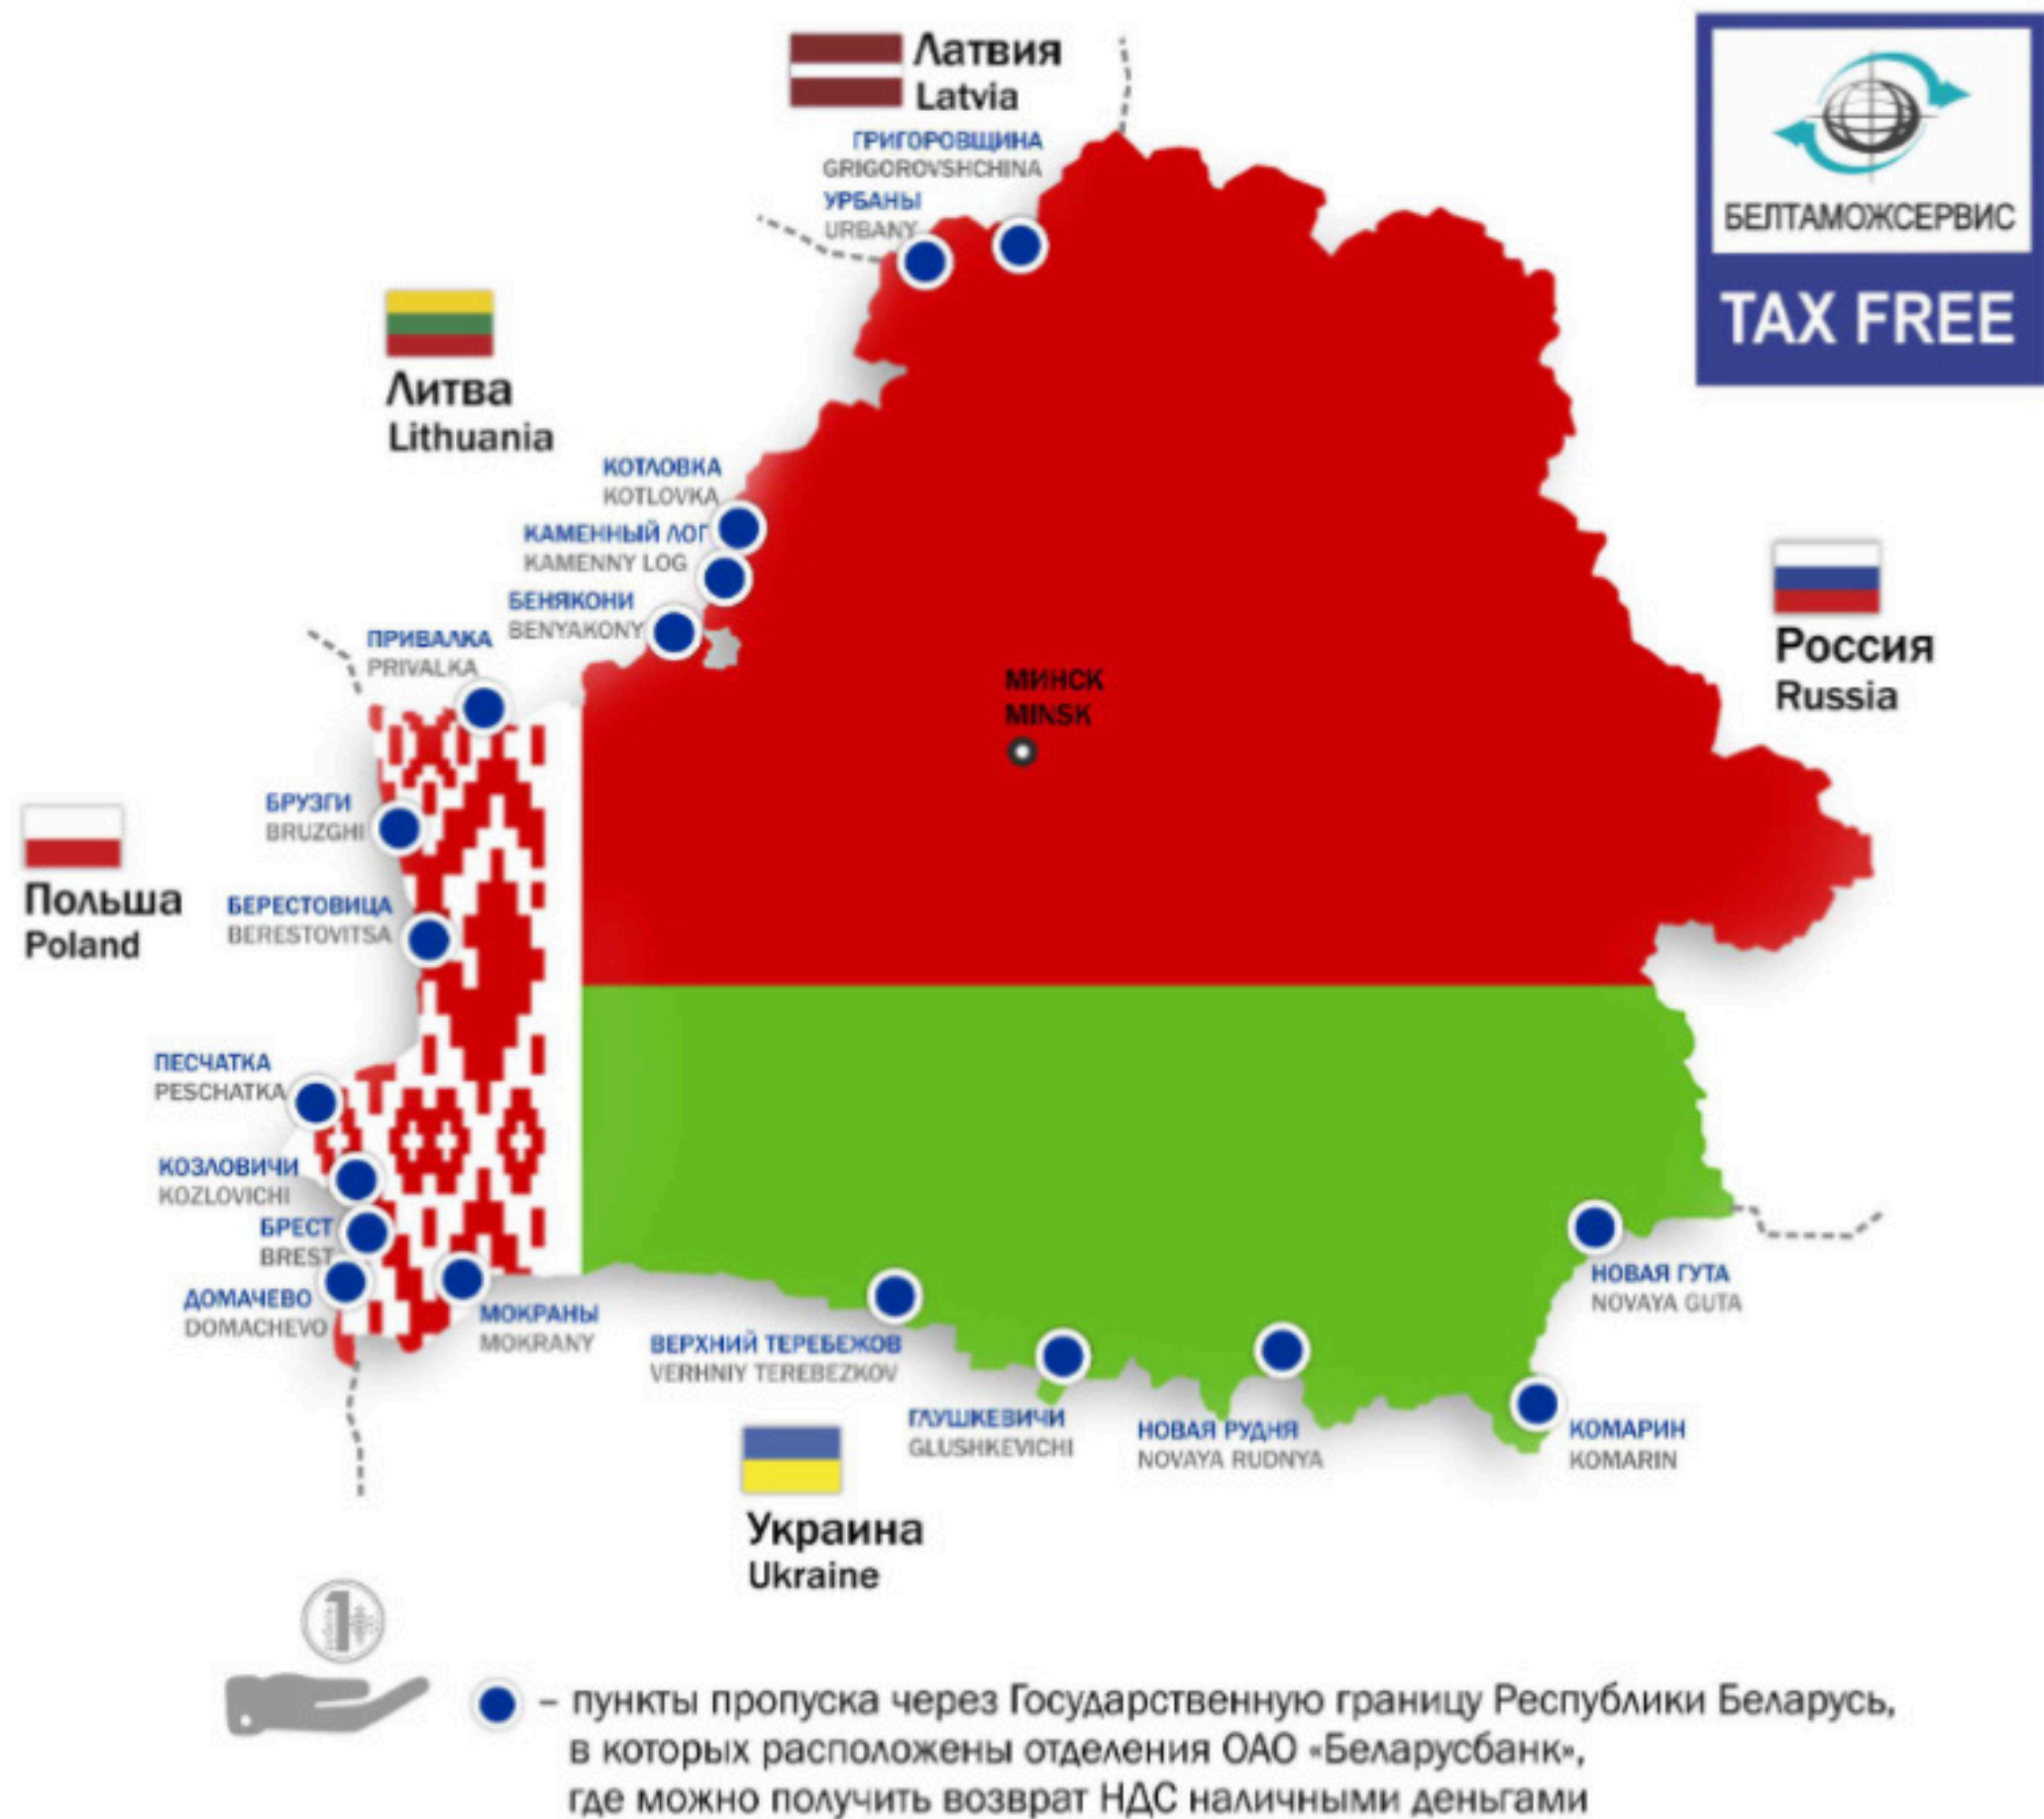 Латвия
Latvia
ГРИГОРОВЩИНА
GRIGOROVSHCHINA
УРБАНЫ
URBANY
БЕЛТАМОЖСЕРВИС
TAX FREE
Литва
Lithuania
КОТЛОВКА
KOTLOVKA
КАМЕННЫЙ ЛОГ
KAMENNY LOG
БЕНЯКОНИ
BENYAKONY
ПРИВАЛКА
PRIVALKA
МИНСК
MINSK
Россия
Russia
БРУЗГИ
BRUZGHI
Польша
Poland
БЕРЕСТОВИЦА
BERESTOVITSA
ПЕСЧАТКА
PESCHATKA
КОЗЛОВИЧИ
KOZLOVICHI
БРЕСТ
BREST
ДОМАЧЕВО
DOMACHEVO
МОКРАНЫ
MOKRANY
ВЕРХНИЙ ТЕРЕБЕЖОВ
VERHNIY TEREBEZKOV
ГЛУШКЕВИЧИ
GLUSHKEVICHI
НОВАЯ РУДНЯ
NOVAYA RUDNYA
НОВАЯ ГУТА
NOVAYA GUTA
КОМАРИН
KOMARIN
Украина
Ukraine
1
– пункты пропуска через Государственную границу Республики Беларусь,
в которых расположены отделения ОАО «Беларусбанк»,
где можно получить возврат НДС наличными деньгами